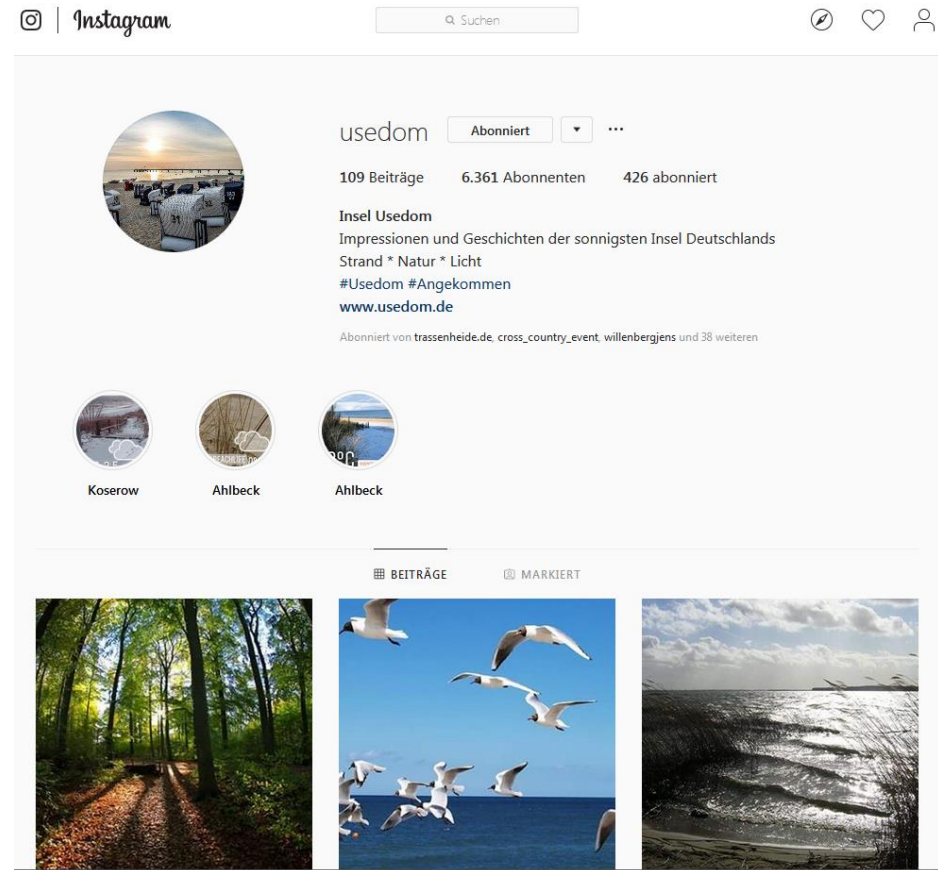 Instagram
Suchen
usedom Abonniert
109 Beiträge 6.361 Abonnenten 426 abonniert
Insel Usedom
Impressionen und Geschichten der sonnigsten Insel Deutschlands
Strand * Natur * Licht
#Usedom #Angekommen
www.usedom.de
Abonniert von trassenheide.de, cross_country_event, willenbergjens und 38 weiteren
Koserow Ahlbeck Ahlbeck
BEITRÄGE MARKIERT